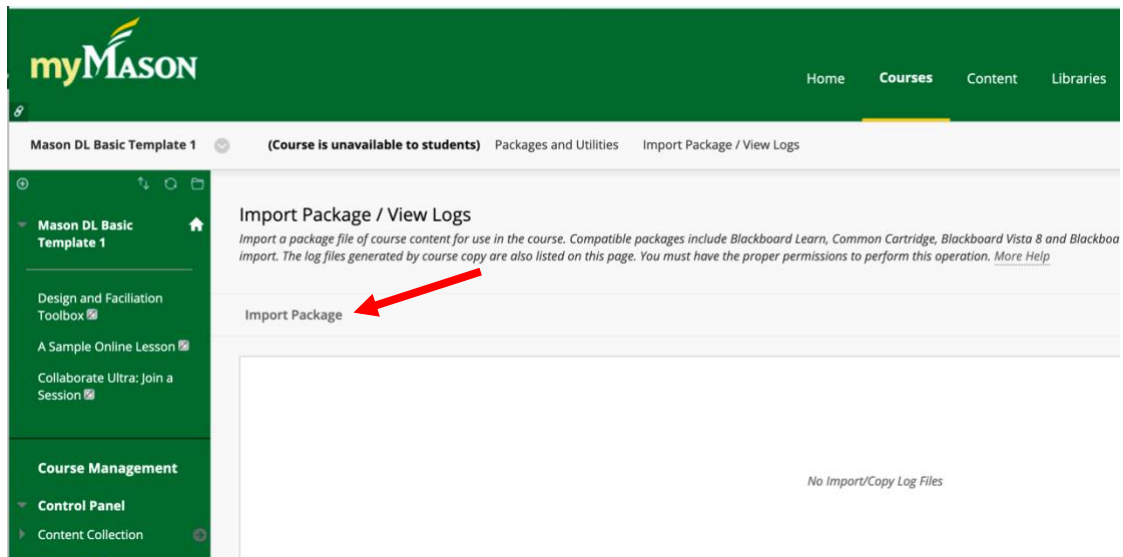 myMASON
Home Courses Content Libraries
Mason DL Basic Template 1 (Course is unavailable to students) Packages and Utilities Import Package / View Logs
Mason DL Basic
Template 1
Design and Faciliation
Toolbox
A Sample Online Lesson
Collaborate Ultra: Join a
Session
Course Management
Control Panel
Content Collection
Import Package / View Logs
Import a package file of course content for use in the course. Compatible packages include Blackboard Learn, Common Cartridge, Blackboard Vista 8 and Blackboa
import. The log files generated by course copy are also listed on this page. You must have the proper permissions to perform this operation. More Help
Import Package
No Import/Copy Log Files